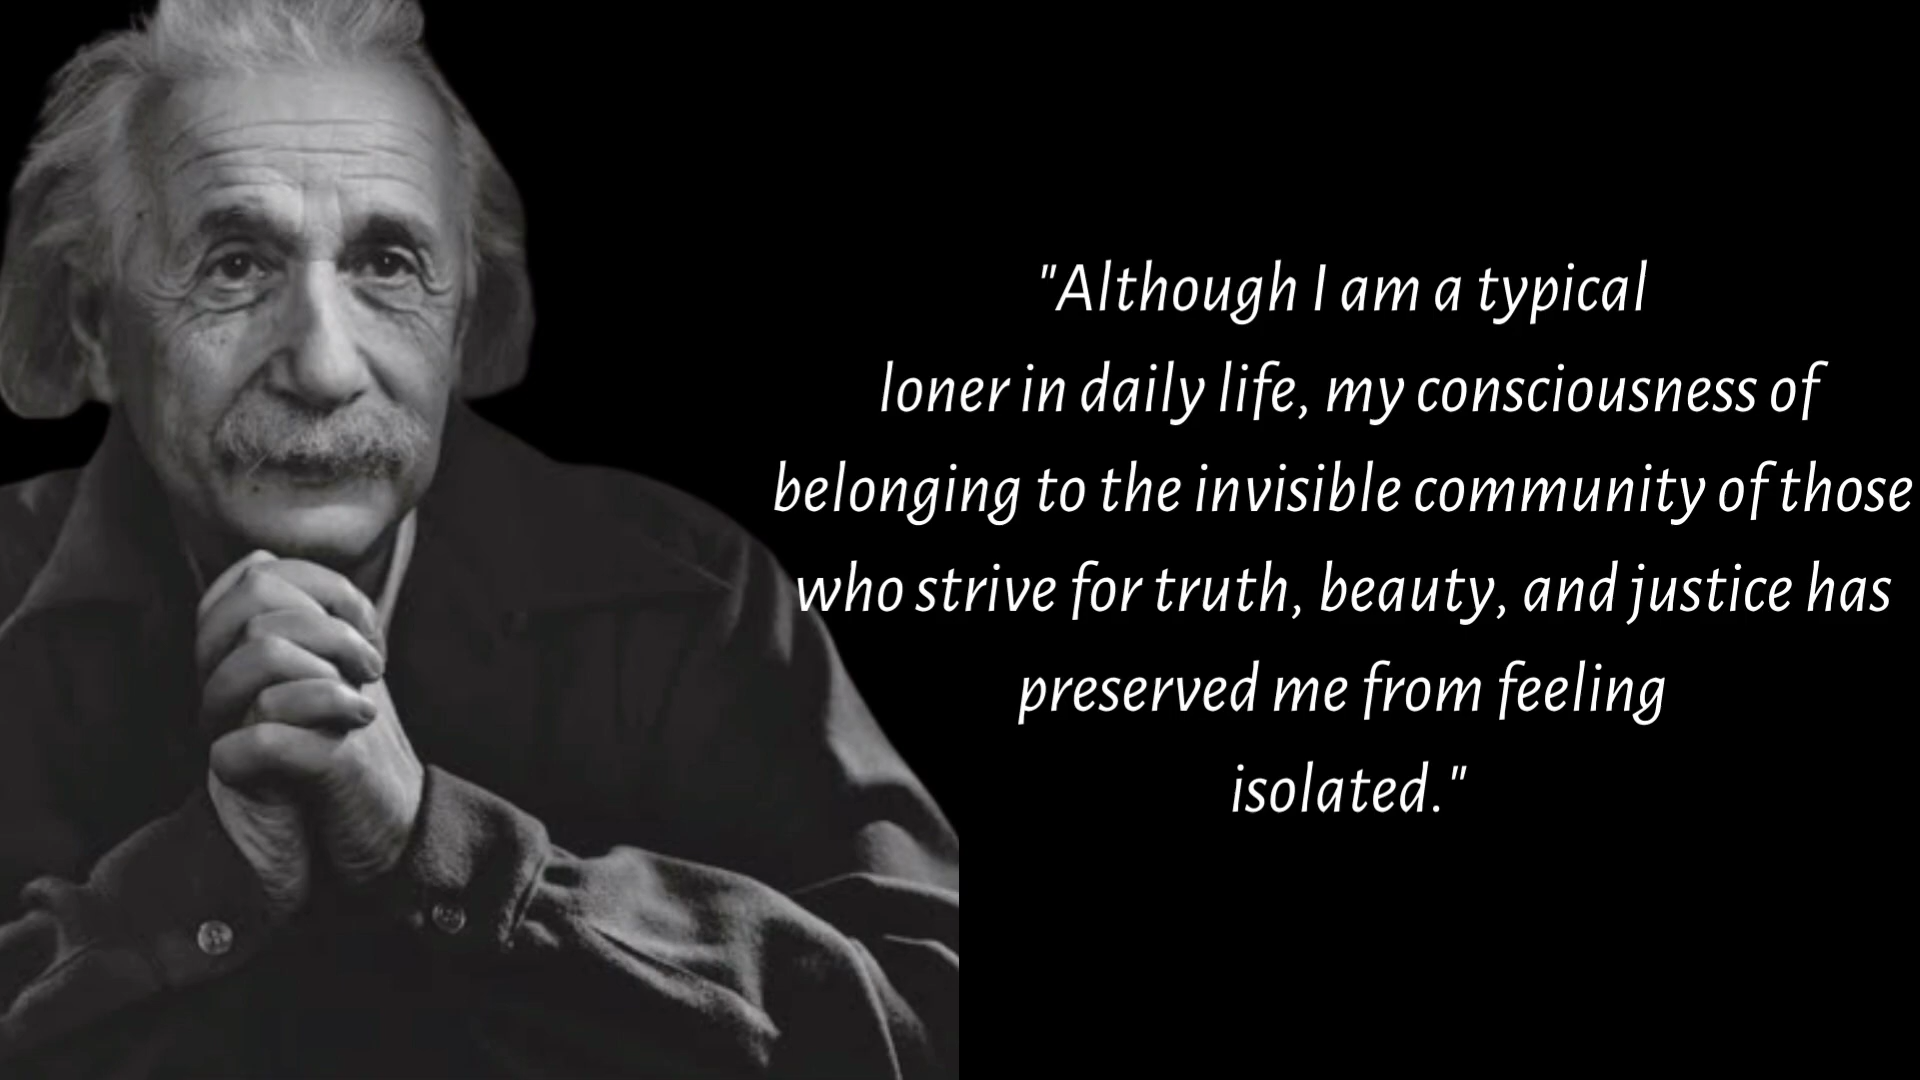 "Although I am a typical
loner in daily life, my consciousness of
belonging to the invisible community of those
who strive for truth, beauty, and justice has
preserved me from feeling
isolated."